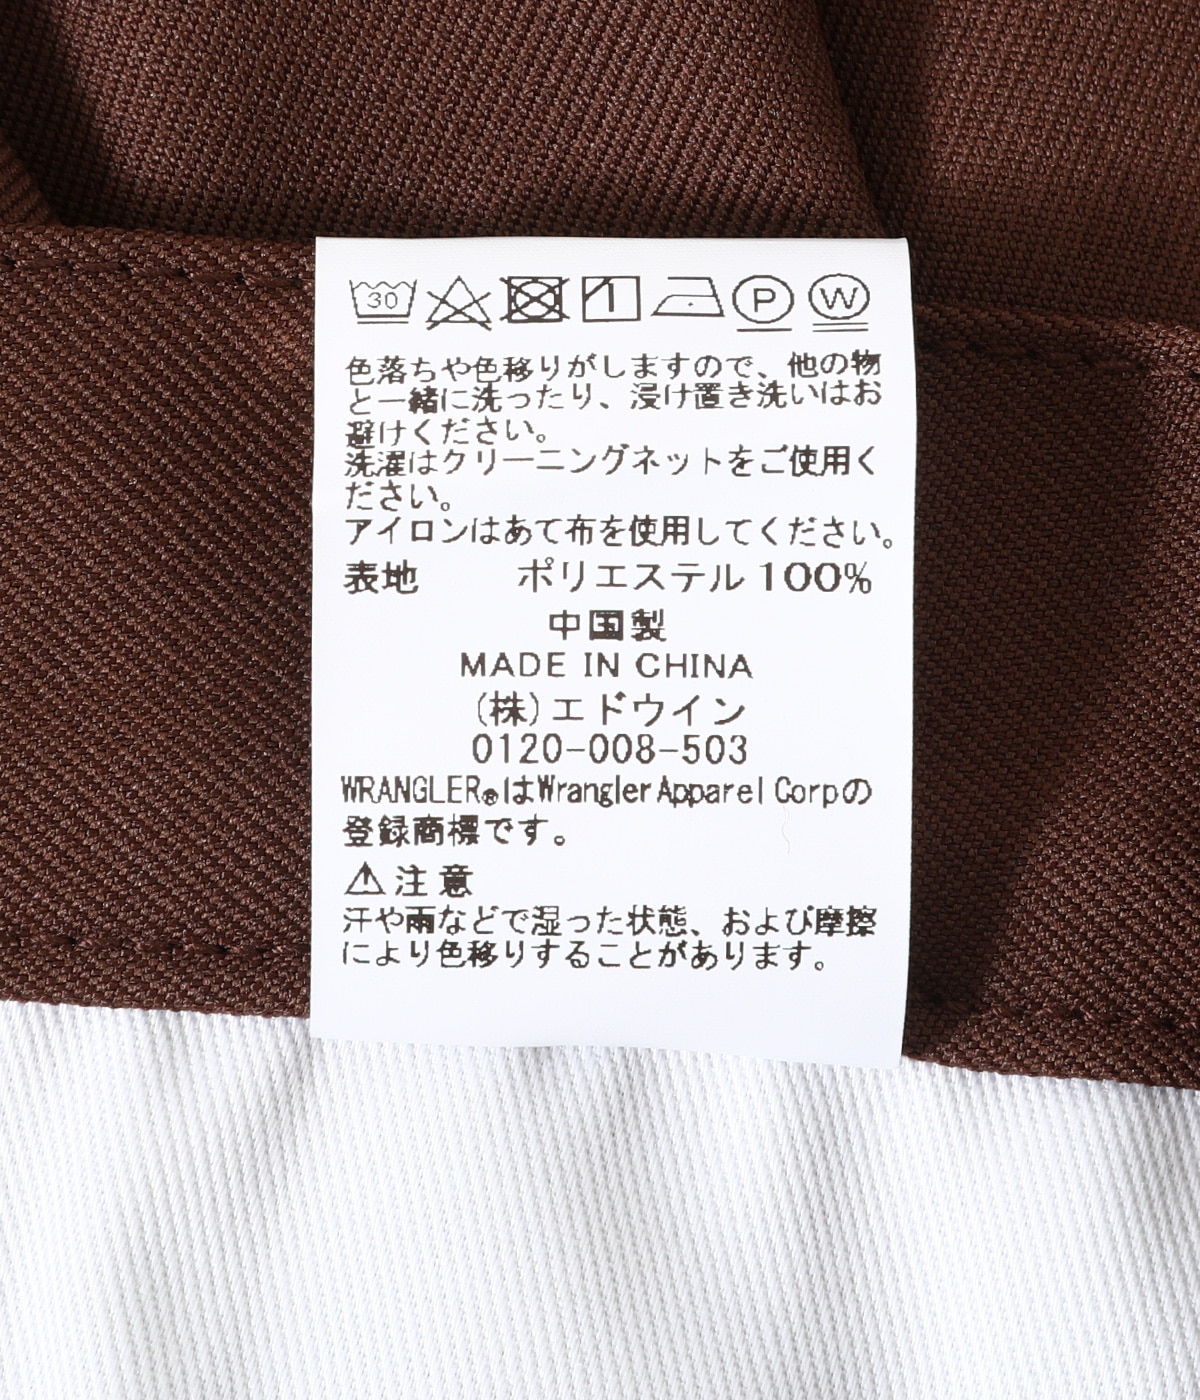 30 1 P W
色落ちや色移りがしますので、他の物
と一緒に洗ったり、浸け置き洗いはお
避けください。
洗濯はクリーニングネットをご使用く
ださい。
アイロンはあて布を使用してください。
表地 ポリエステル 100%
中国製
MADE IN CHINA
(株)エドウイン
0120-008-503
WRANGLER®はWrangler Apparel Corpの
登録商標です。
⚠注意
汗や雨などで湿った状態、および摩擦
により色移りすることがあります。